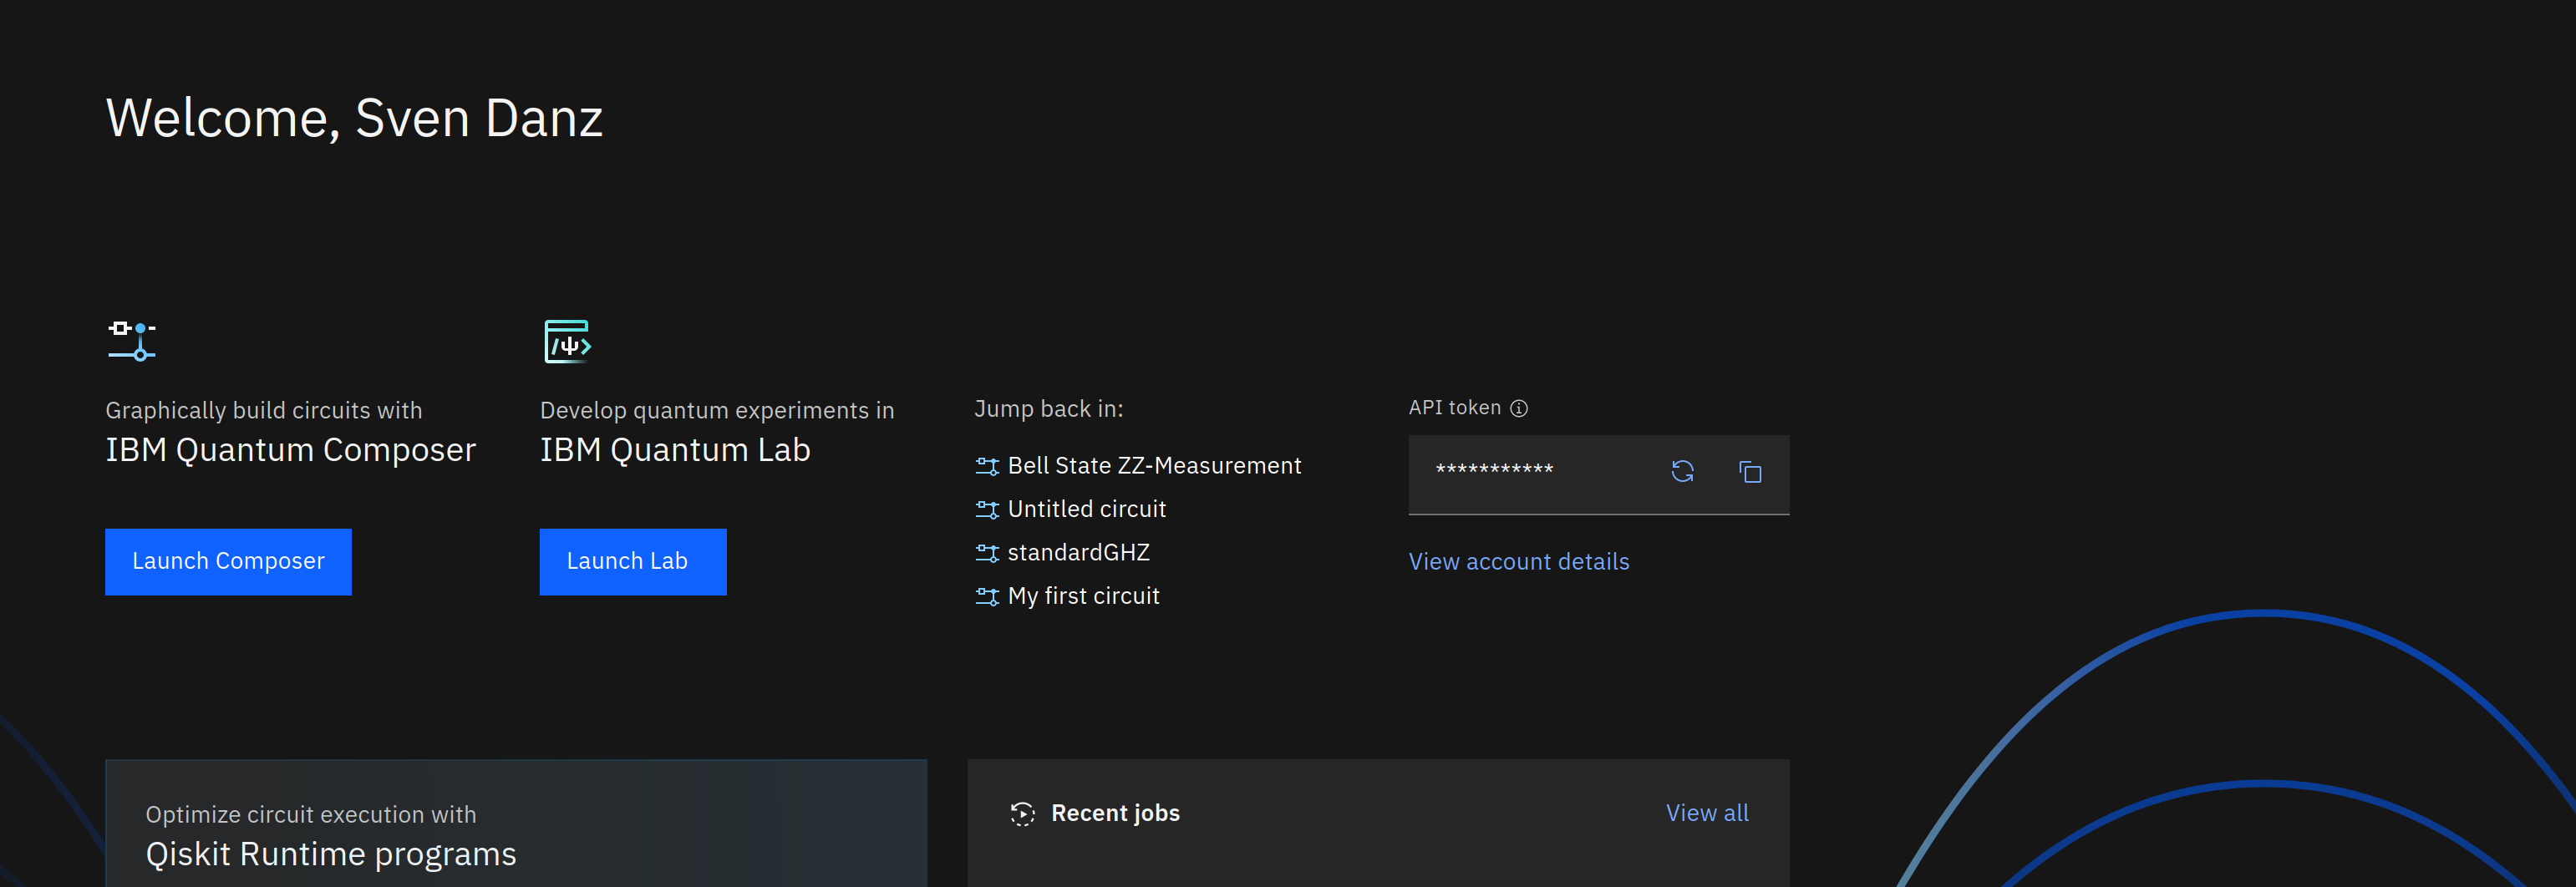 Welcome, Sven Danz
Graphically build circuits with
IBM Quantum Composer
Launch Composer
Develop quantum experiments in
IBM Quantum Lab
Launch Lab
Jump back in:
Bell State ZZ-Measurement
Untitled circuit
standardGHZ
My first circuit
API token
***********
View account details
Optimize circuit execution with
Qiskit Runtime programs
Recent jobs
View all